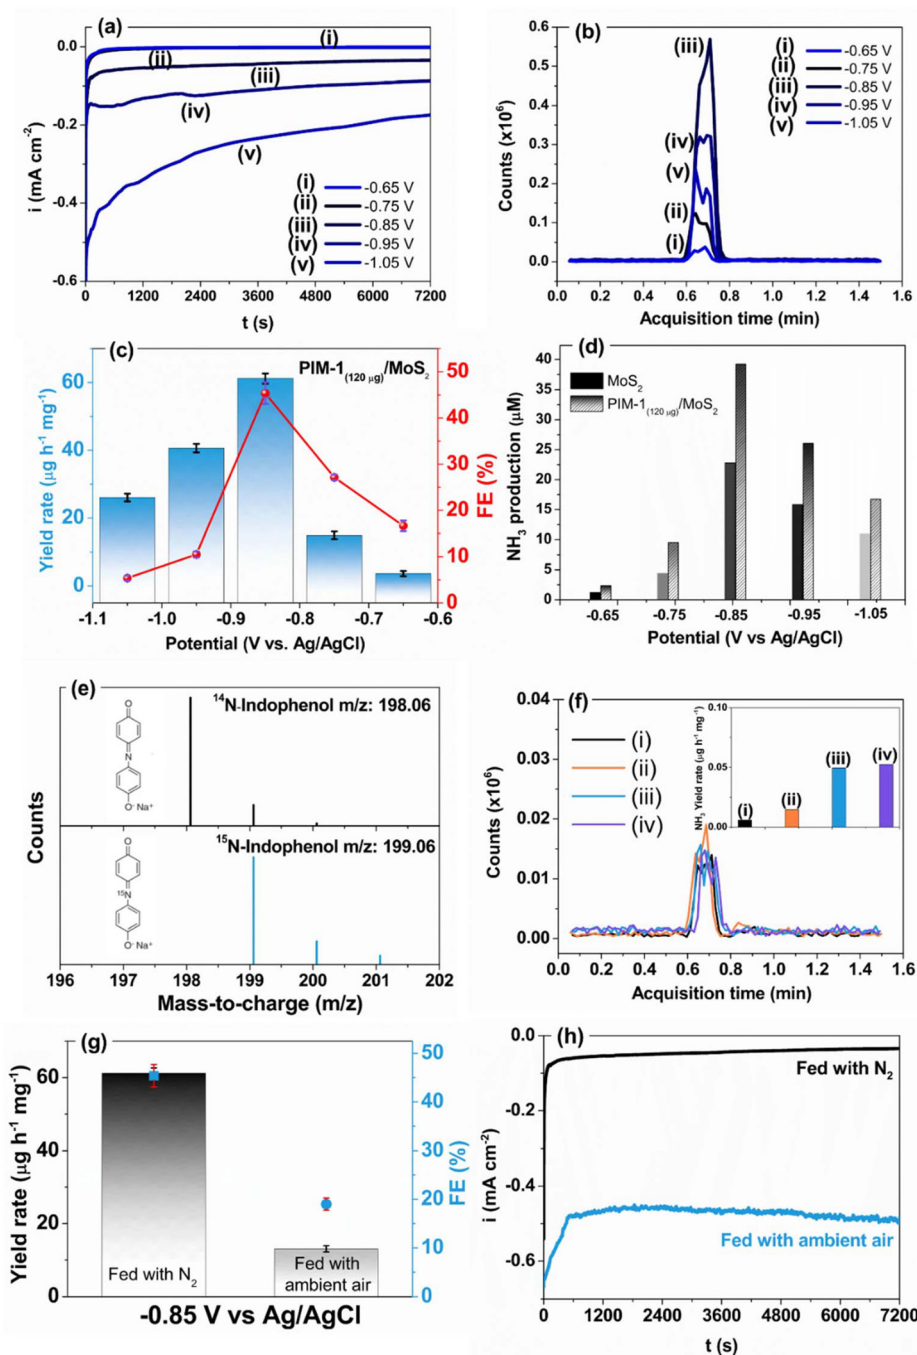 (a)
(i)
(ii)
(iii)
(iv)
(v)
(i) -0.65 V
(ii) -0.75 V
(iii) -0.85 V
(iv) -0.95 V
(v) -1.05 V
0.0
-0.2
-0.4
-0.6
i (mA cm⁻²)
0 1200 2400 3600 4800 6000 7200
t (s)
(b)
(iii)
(iv)
(v)
(ii)
(i)
(i) -0.65 V
(ii) -0.75 V
(iii) -0.85 V
(iv) -0.95 V
(v) -1.05 V
0.6
0.5
0.4
0.3
0.2
0.1
0.0
Counts (x10⁶)
0.0 0.2 0.4 0.6 0.8 1.0 1.2 1.4 1.6
Acquisition time (min)
(c)
PIM-1(120 µg)/MoS₂
Yield rate (µg h⁻¹ mg⁻¹)
60
40
20
0
FE (%)
50
40
30
20
10
0
-1.1 -1.0 -0.9 -0.8 -0.7 -0.6
Potential (V vs. Ag/AgCl)
(d)
MoS₂
PIM-1(120 µg)/MoS₂
NH₃ production (µM)
40
35
30
25
20
15
10
5
0
-0.65 -0.75 -0.85 -0.95 -1.05
Potential (V vs Ag/AgCl)
(e)
¹⁴N-Indophenol m/z: 198.06
O
N
O⁻ Na⁺
Counts
¹⁵N-Indophenol m/z: 199.06
O
¹⁵N
O⁻ Na⁺
196 197 198 199 200 201 202
Mass-to-charge (m/z)
(f)
(i)
(ii)
(iii)
(iv)
0.04
0.03
0.02
0.01
0.00
Counts (x10⁶)
0.0 0.2 0.4 0.6 0.8 1.0 1.2 1.4 1.6
Acquisition time (min)
NH₃ Yield rate (µg h⁻¹ mg⁻¹)
0.10
0.05
0.00
(i)
(ii)
(iii)
(iv)
(g)
Yield rate (µg h⁻¹ mg⁻¹)
60
40
20
0
FE (%)
50
40
30
20
10
0
Fed with N₂
Fed with
ambient air
-0.85 V vs Ag/AgCl
(h)
Fed with N₂
Fed with ambient air
0.0
-0.2
-0.4
-0.6
i (mA cm⁻²)
0 1200 2400 3600 4800 6000 7200
t (s)